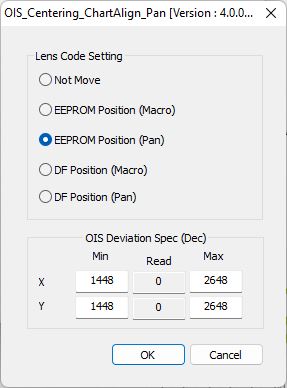 OIS_Centering_ChartAlign_Pan [Version : 4.0.0...
Lens Code Setting
Not Move
EEPROM Position (Macro)
EEPROM Position (Pan)
DF Position (Macro)
DF Position (Pan)
OIS Deviation Spec (Dec)
Min Read Max
X 1448 0 2648
Y 1448 0 2648
OK Cancel